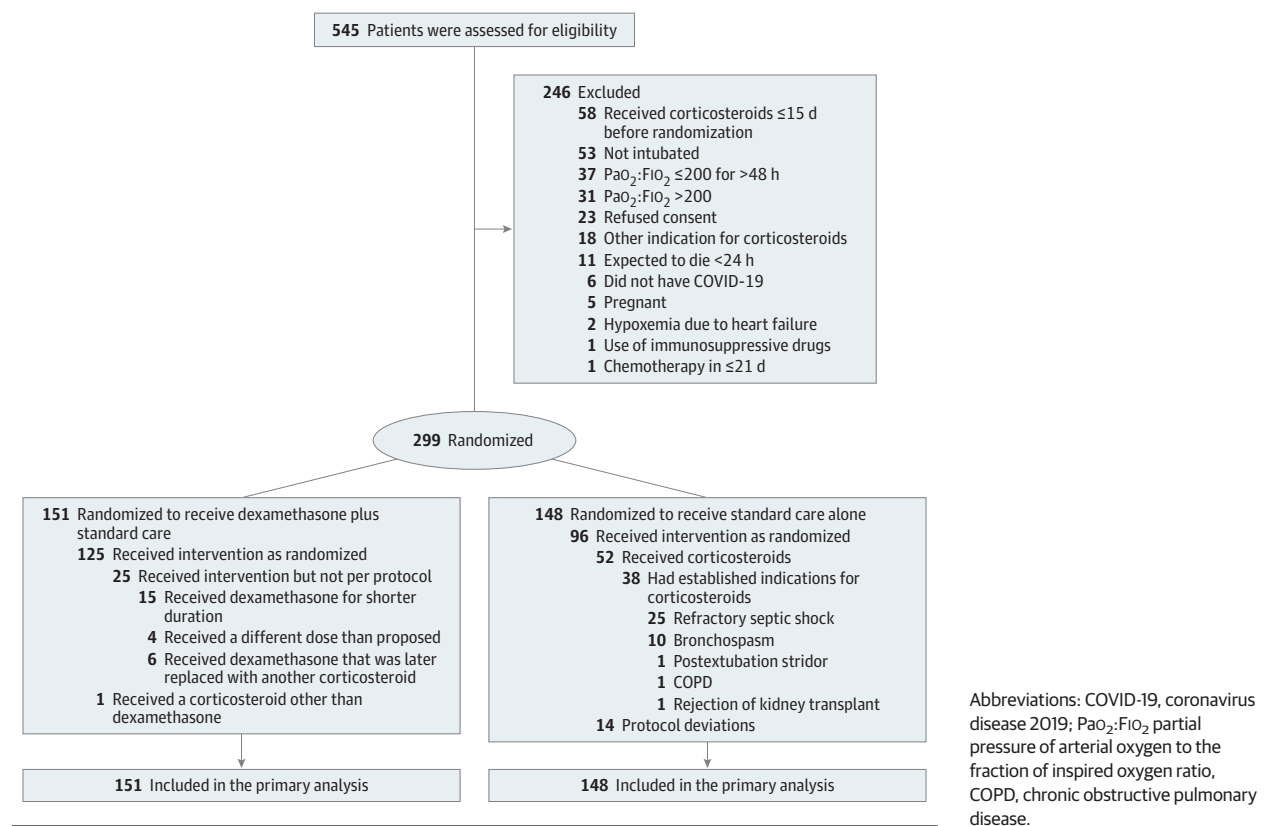 545 Patients were assessed for eligibility
246 Excluded
58 Received corticosteroids ≤15 d
before randomization
53 Not intubated
37 PaO2:FIO2 ≤200 for >48 h
31 PaO2:FIO2 >200
23 Refused consent
18 Other indication for corticosteroids
11 Expected to die <24 h
6 Did not have COVID-19
5 Pregnant
2 Hypoxemia due to heart failure
1 Use of immunosuppressive drugs
1 Chemotherapy in ≤21 d
299 Randomized
151 Randomized to receive dexamethasone plus
standard care
125 Received intervention as randomized
25 Received intervention but not per protocol
15 Received dexamethasone for shorter
duration
4 Received a different dose than proposed
6 Received dexamethasone that was later
replaced with another corticosteroid
1 Received a corticosteroid other than
dexamethasone
151 Included in the primary analysis
148 Randomized to receive standard care alone
96 Received intervention as randomized
52 Received corticosteroids
38 Had established indications for
corticosteroids
25 Refractory septic shock
10 Bronchospasm
1 Postextubation stridor
1 COPD
1 Rejection of kidney transplant
14 Protocol deviations
148 Included in the primary analysis
Abbreviations: COVID-19, coronavirus
disease 2019; PaO2:FIO2 partial
pressure of arterial oxygen to the
fraction of inspired oxygen ratio,
COPD, chronic obstructive pulmonary
disease.